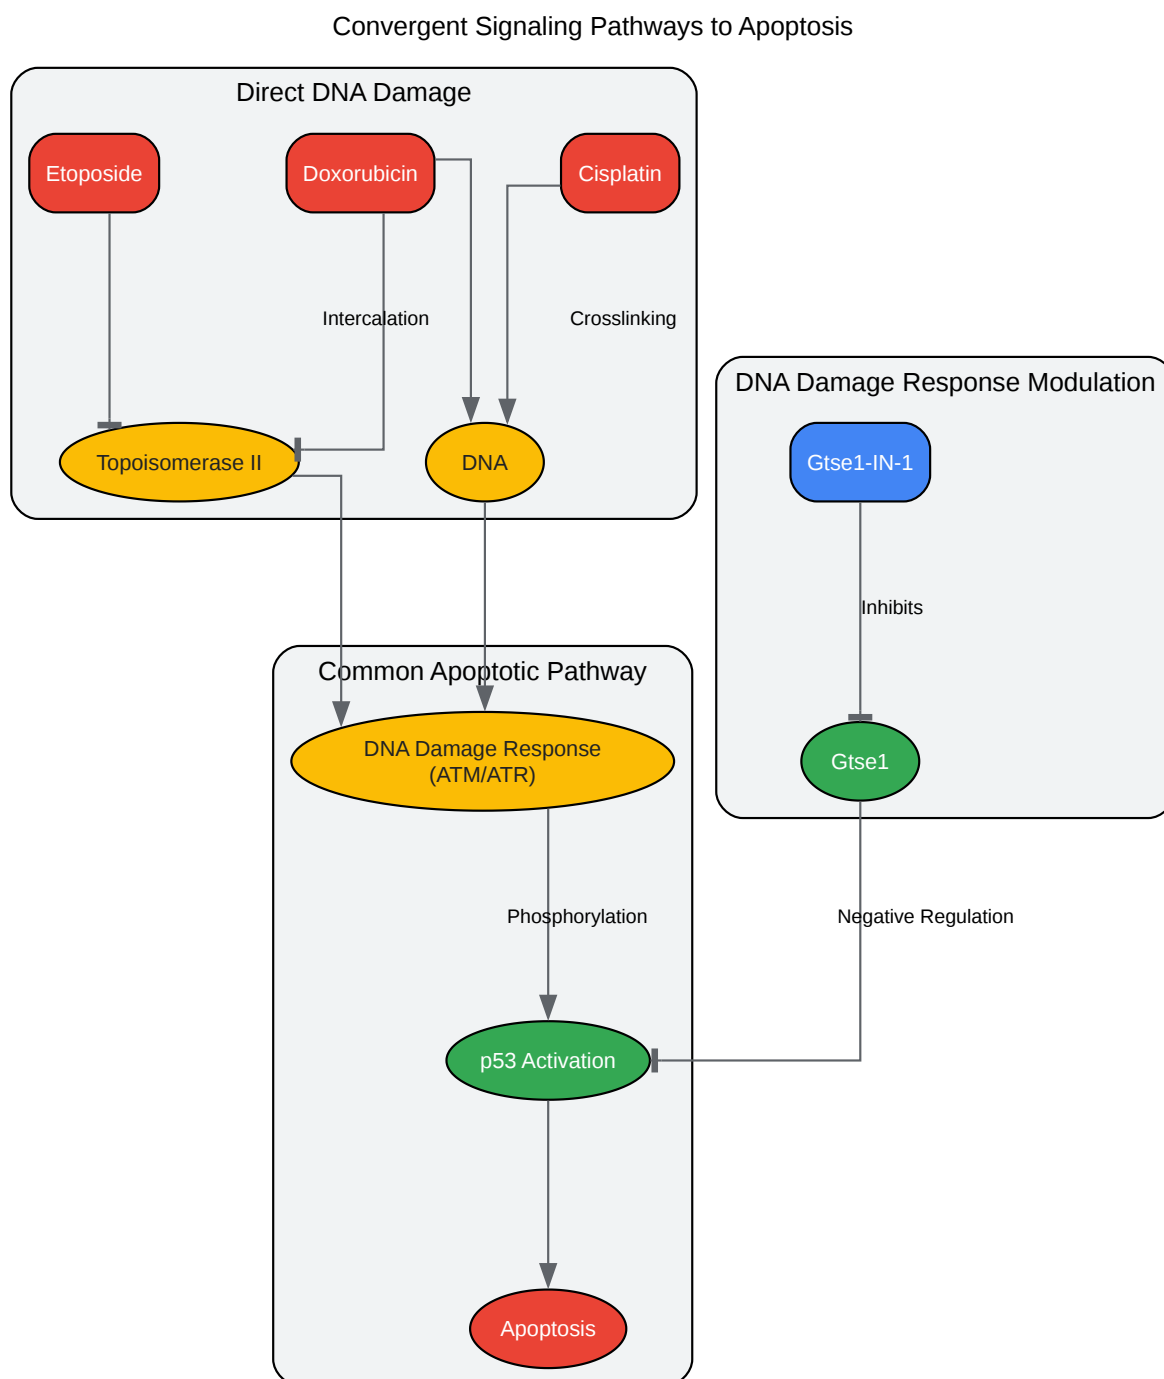 Convergent Signaling Pathways to Apoptosis
Direct DNA Damage
Etoposide
Doxorubicin
Cisplatin
Intercalation
Crosslinking
Topoisomerase II
DNA
DNA Damage Response Modulation
Gtse1-IN-1
Inhibits
Gtse1
Common Apoptotic Pathway
DNA Damage Response
(ATM/ATR)
Phosphorylation
Negative Regulation
p53 Activation
Apoptosis